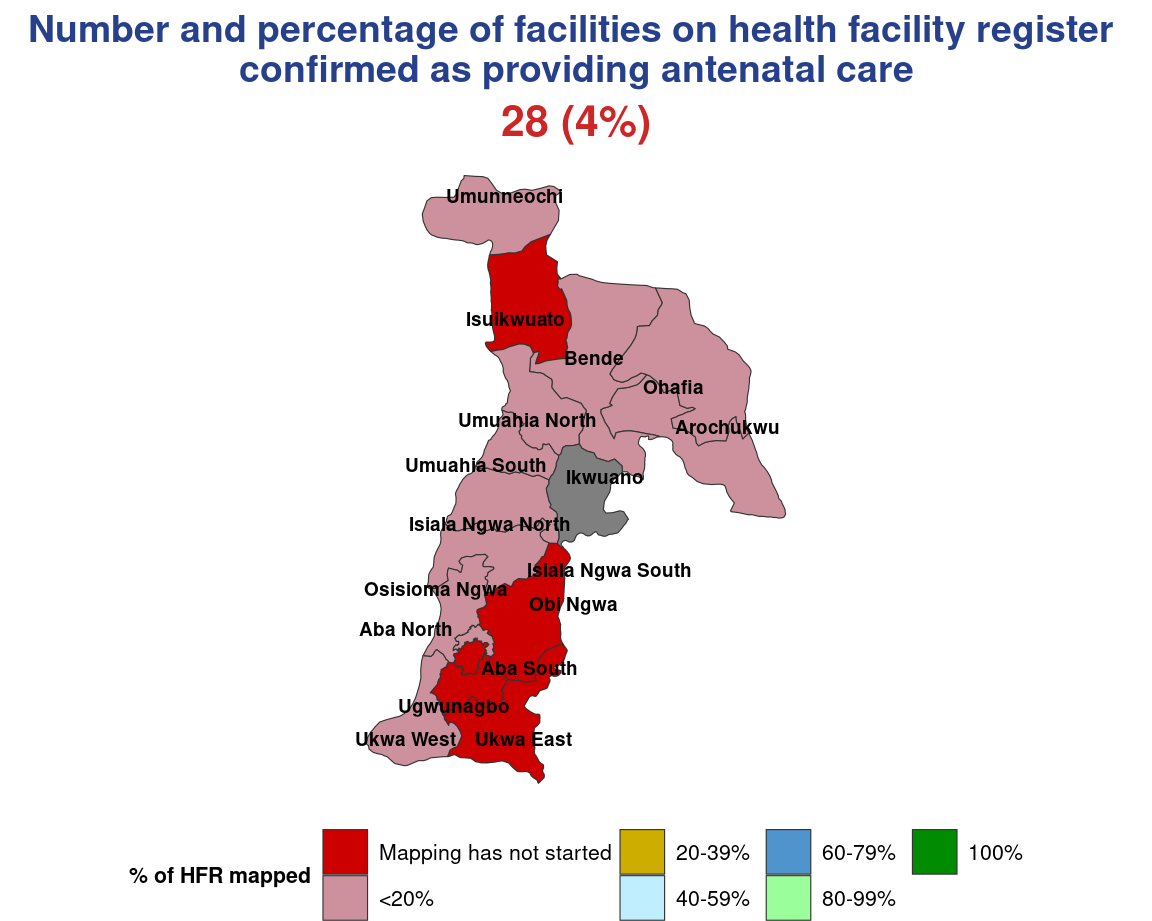 Number and percentage of facilities on health facility register
confirmed as providing antenatal care
28 (4%)
Umunneochi
Isuikwuato
Bende
Ohafia
Umuahia North
Arochukwu
Umuahia South
Ikwuano
Isiala Ngwa North
Isiala Ngwa South
Osisioma Ngwa
Obi Ngwa
Aba North
Aba South
Ugwunagbo
Ukwa West
Ukwa East
% of HFR mapped
Mapping has not started
<20%
20-39%
40-59%
60-79%
80-99%
100%